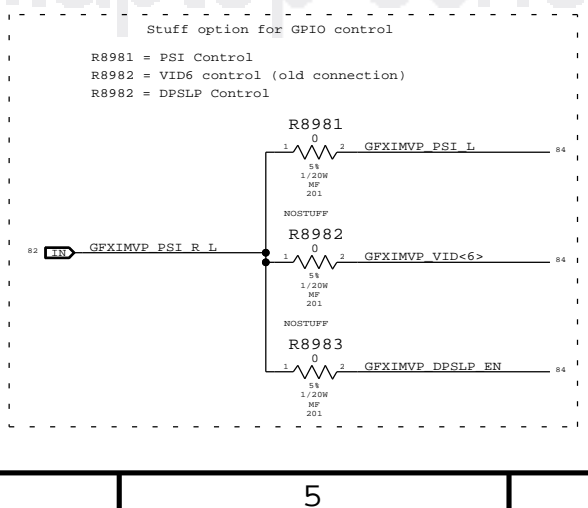 Stuff option for GPIO control
R8981 = PSI Control
R8982 = VID6 control (old connection)
R8982 = DPSLP Control
R8981
0
1 2 GFXIMVP_PSI_L 84
5%
1/20W
MF
201
NOSTUFF
R8982
0
82 IN GFXIMVP_PSI_R_L
1 2 GFXIMVP_VID<6> 84
5%
1/20W
MF
201
NOSTUFF
R8983
0
1 2 GFXIMVP_DPSLP_EN 84
5%
1/20W
MF
201
5